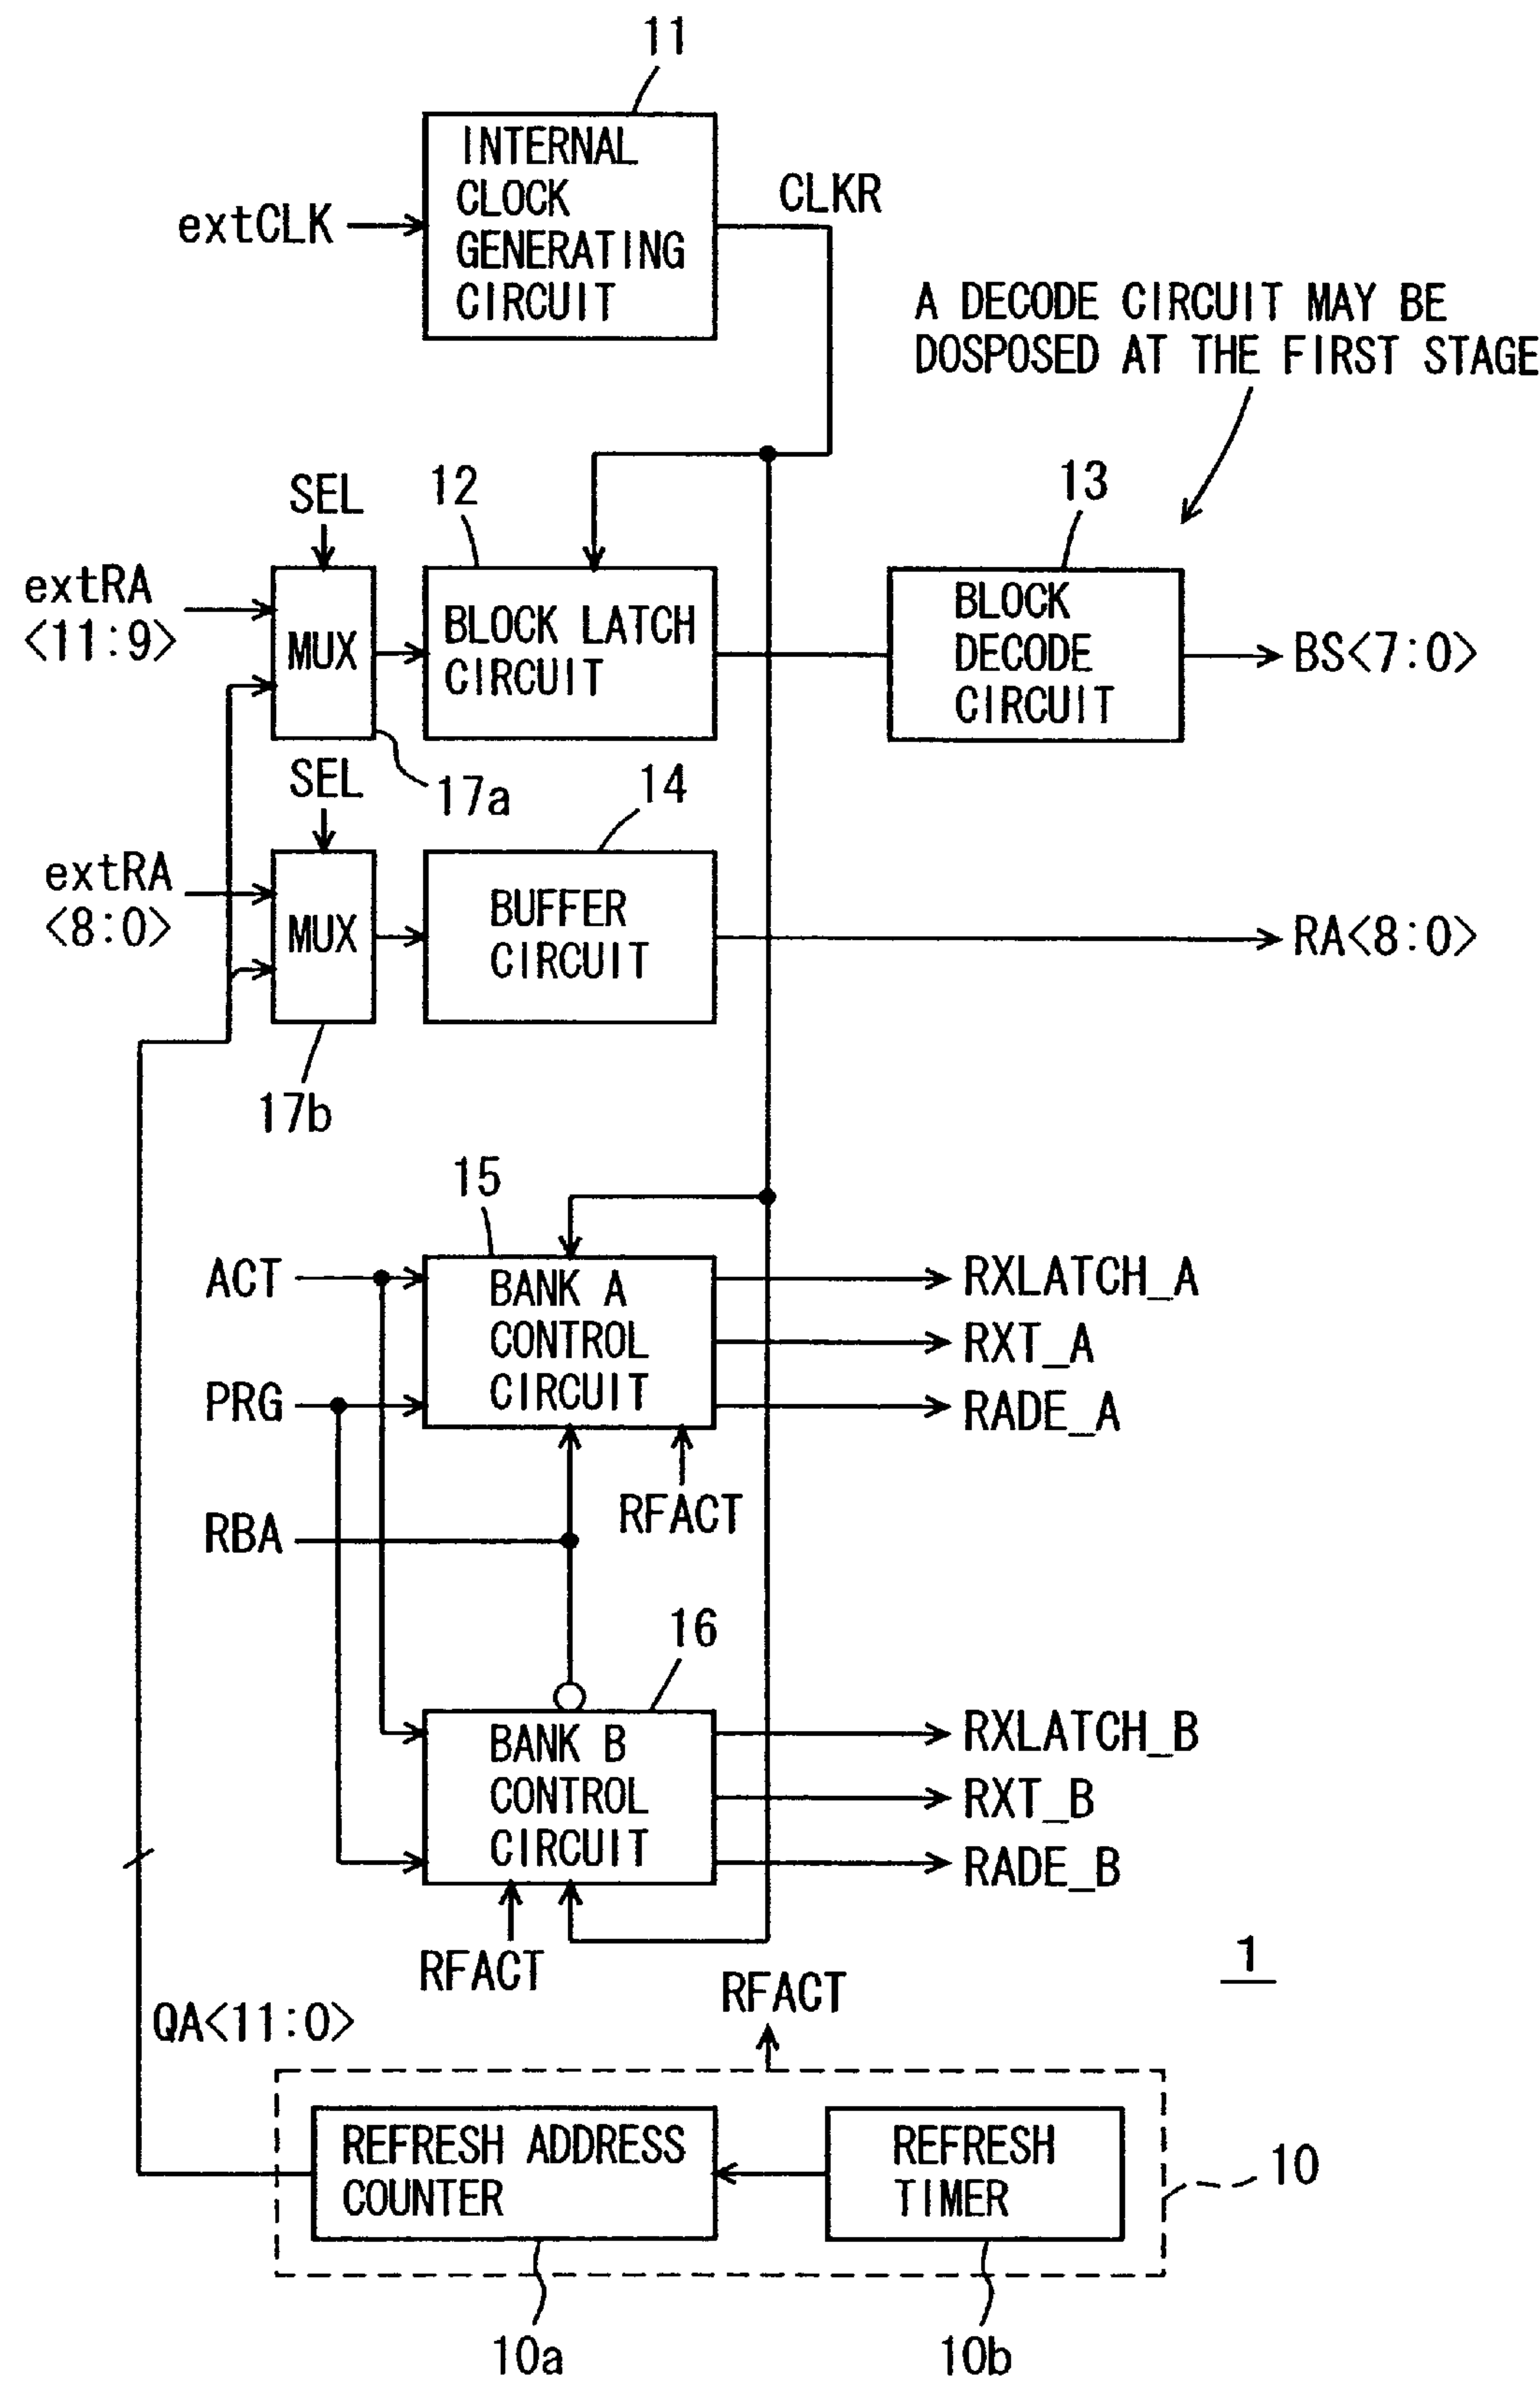 11
INTERNAL
CLOCK
GENERATING
CIRCUIT
extCLK
CLKR
A DECODE CIRCUIT MAY BE
DOSPOSED AT THE FIRST STAGE
SEL
12
13
extRA
<11:9>
MUX
BLOCK LATCH
CIRCUIT
BLOCK
DECODE
CIRCUIT
BS<7:0>
SEL
17a
14
extRA
<8:0>
MUX
BUFFER
CIRCUIT
RA<8:0>
17b
15
ACT
BANK A
CONTROL
CIRCUIT
RXLATCH_A
RXT_A
PRG
RADE_A
RFACT
RBA
16
BANK B
CONTROL
CIRCUIT
RXLATCH_B
RXT_B
RADE_B
RFACT
1
RFACT
QA<11:0>
REFRESH ADDRESS
COUNTER
REFRESH
TIMER
10
10a
10b